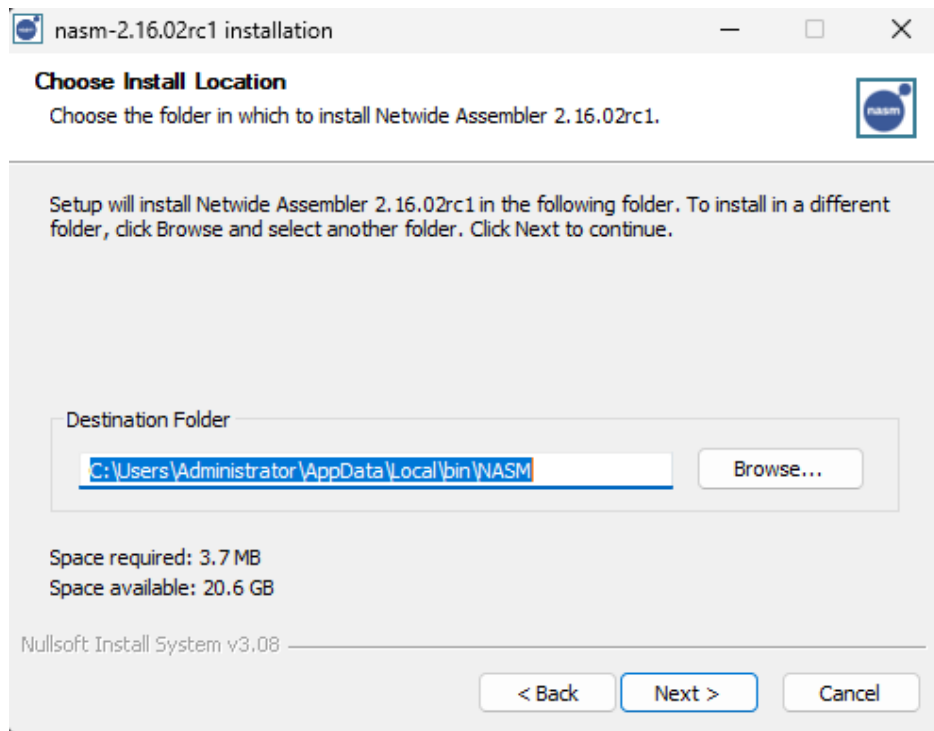 nasm-2.16.02rc1 installation
Choose Install Location
Choose the folder in which to install Netwide Assembler 2.16.02rc1.
nasm
Setup will install Netwide Assembler 2.16.02rc1 in the following folder. To install in a different
folder, click Browse and select another folder. Click Next to continue.
Destination Folder
C:\Users\Administrator\AppData\Local\bin\NASM
Browse...
Space required: 3.7 MB
Space available: 20.6 GB
Nullsoft Install System v3.08
< Back
Next >
Cancel